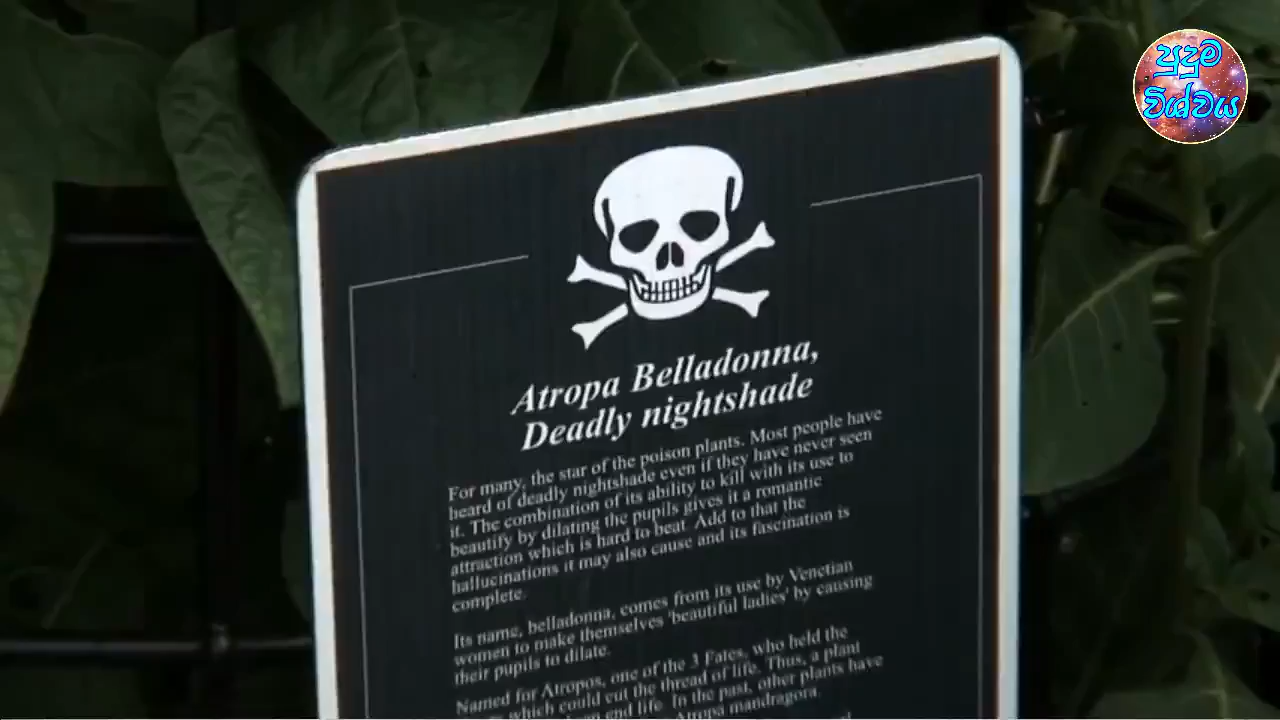 පුදුම
විශ්වය
Atropa Belladonna,
Deadly nightshade
For many, the star of the poison plants. Most people have
heard of deadly nightshade even if they have never seen
it. The combination of its ability to kill with its use to
beautify by dilating the pupils gives it a romantic
attraction which is hard to beat. Add to that the
hallucinations it may also cause and its fascination is
complete.
Its name, belladonna, comes from its use by Venetian
women to make themselves 'beautiful ladies' by causing
their pupils to dilate.
Named for Atropos, one of the 3 Fates, who held the
which could cut the thread of life. Thus, a plant
end life. In the past, other plants have
Atropa mandragora.